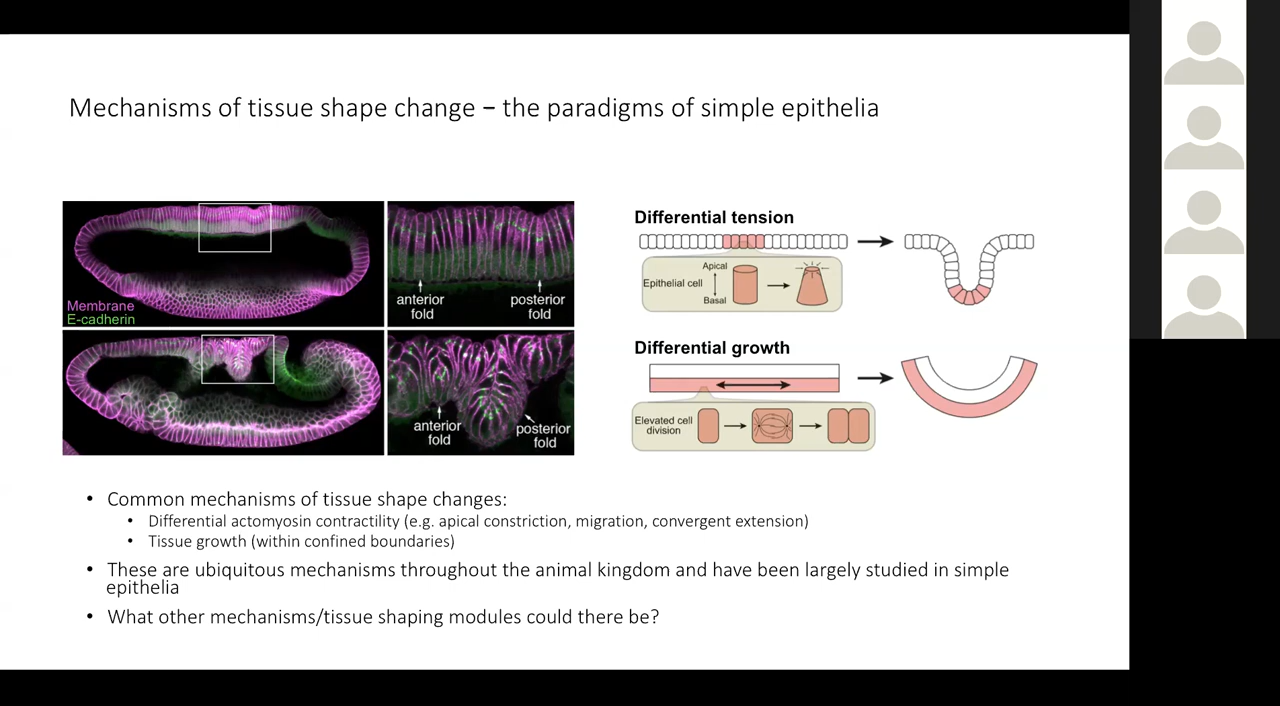 Mechanisms of tissue shape change – the paradigms of simple epithelia
Membrane
E-cadherin
anterior
fold
posterior
fold
anterior
fold
posterior
fold
Differential tension
Epithelial cell
Apical
Basal
Differential growth
Elevated cell
division
• Common mechanisms of tissue shape changes:
• Differential actomyosin contractility (e.g. apical constriction, migration, convergent extension)
• Tissue growth (within confined boundaries)
• These are ubiquitous mechanisms throughout the animal kingdom and have been largely studied in simple
epithelia
• What other mechanisms/tissue shaping modules could there be?